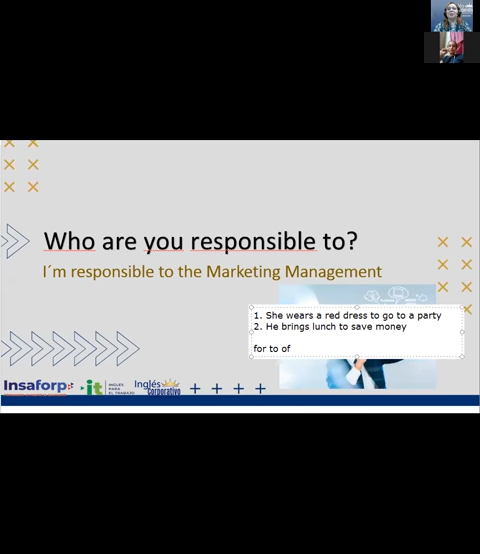 Who are you responsible to?
I´m responsible to the Marketing Management
1. She wears a red dress to go to a party
2. He brings lunch to save money
for to of
Insaforp
it
INGLÉS
PARA
EL TRABAJO
Inglés
Corporativo